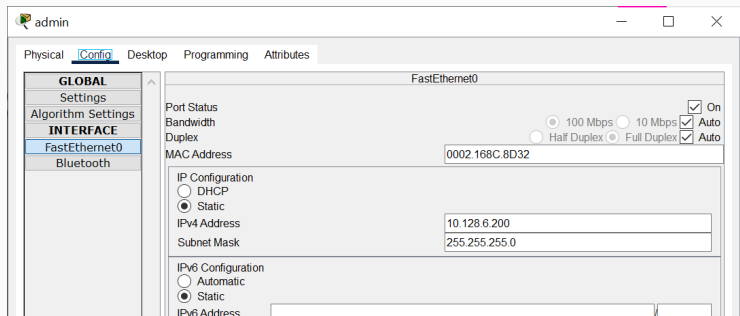 admin
Physical Config Desktop Programming Attributes
GLOBAL
Settings
Algorithm Settings
INTERFACE
FastEthernet0
Bluetooth
FastEthernet0
Port Status On
Bandwidth 100 Mbps 10 Mbps Auto
Duplex Half Duplex Full Duplex Auto
MAC Address 0002.168C.8D32
IP Configuration
DHCP
Static
IPv4 Address 10.128.6.200
Subnet Mask 255.255.255.0
IPv6 Configuration
Automatic
Static
IPv6 Address /